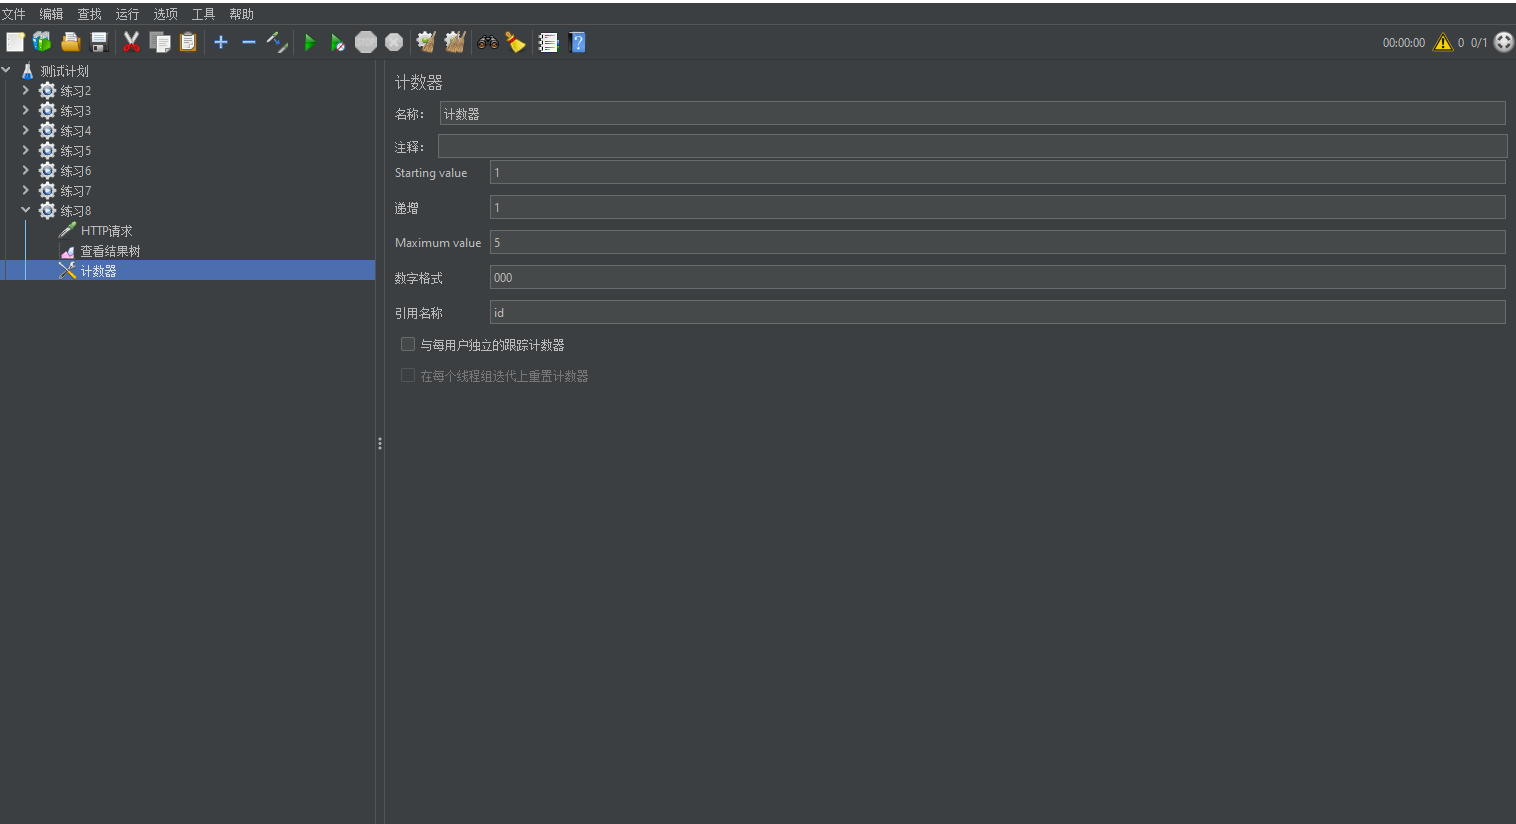 文件 编辑 查找 运行 选项 工具 帮助
STOP 00:00:00 0 0/1
测试计划
练习2
练习3
练习4
练习5
练习6
练习7
练习8
HTTP请求
查看结果树
计数器
计数器
名称： 计数器
注释：
Starting value 1
递增 1
Maximum value 5
数字格式 000
引用名称 id
与每用户独立的跟踪计数器
在每个线程组迭代上重置计数器